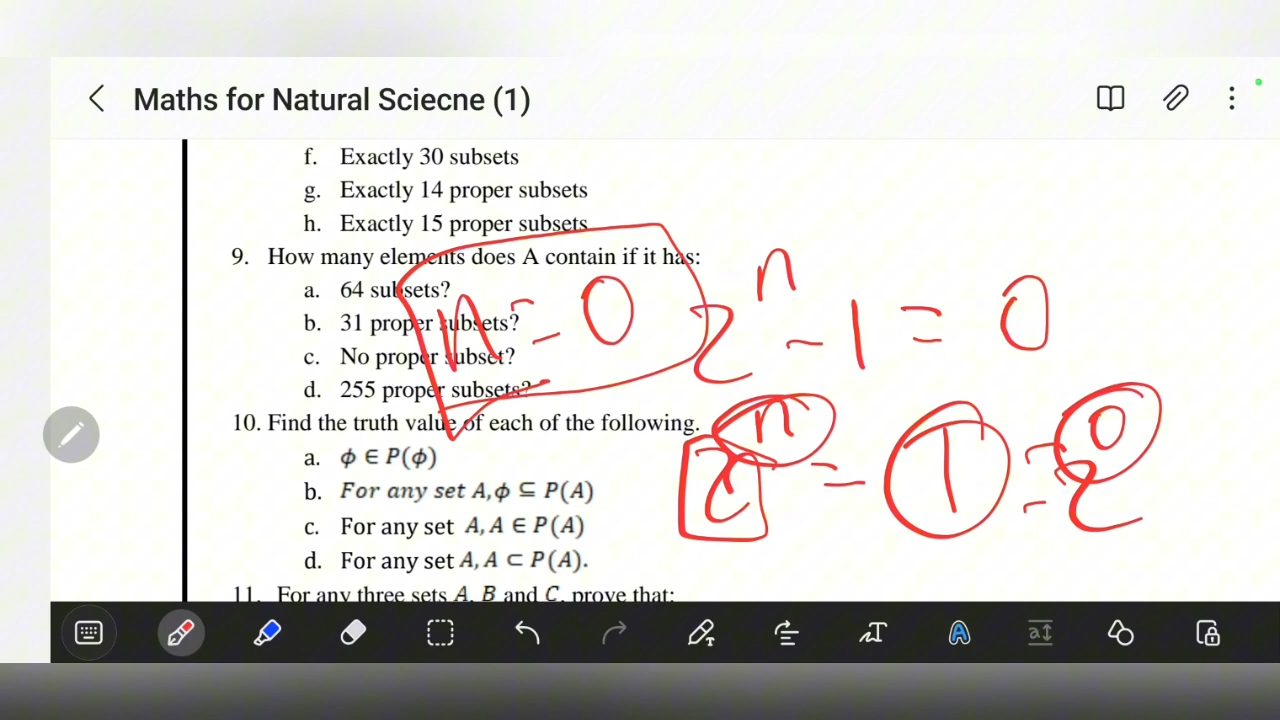 Maths for Natural Sciecne (1)
f. Exactly 30 subsets
g. Exactly 14 proper subsets
h. Exactly 15 proper subsets
9. How many elements does A contain if it has:
a. 64 subsets?
b. 31 proper subsets?
c. No proper subset?
d. 255 proper subsets?
n = 0
2ⁿ - 1 = 0
2ⁿ = 1 = 2⁰
10. Find the truth value of each of the following.
a. ϕ ∈ P(ϕ)
b. For any set A, ϕ ⊆ P(A)
c. For any set A, A ∈ P(A)
d. For any set A, A ⊂ P(A).
11. For any three sets A, B and C, prove that: